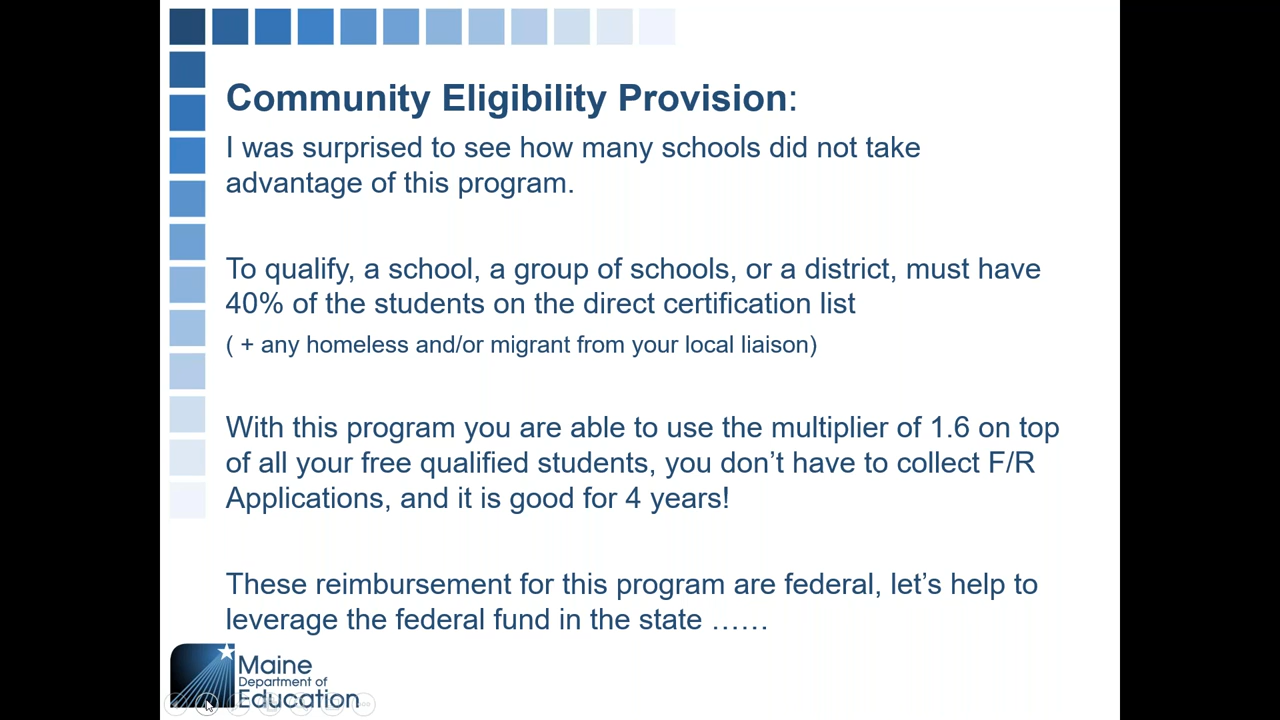 Community Eligibility Provision:
I was surprised to see how many schools did not take
advantage of this program.
To qualify, a school, a group of schools, or a district, must have
40% of the students on the direct certification list
( + any homeless and/or migrant from your local liaison)
With this program you are able to use the multiplier of 1.6 on top
of all your free qualified students, you don’t have to collect F/R
Applications, and it is good for 4 years!
These reimbursement for this program are federal, let’s help to
leverage the federal fund in the state ......
Maine
Department of
Education